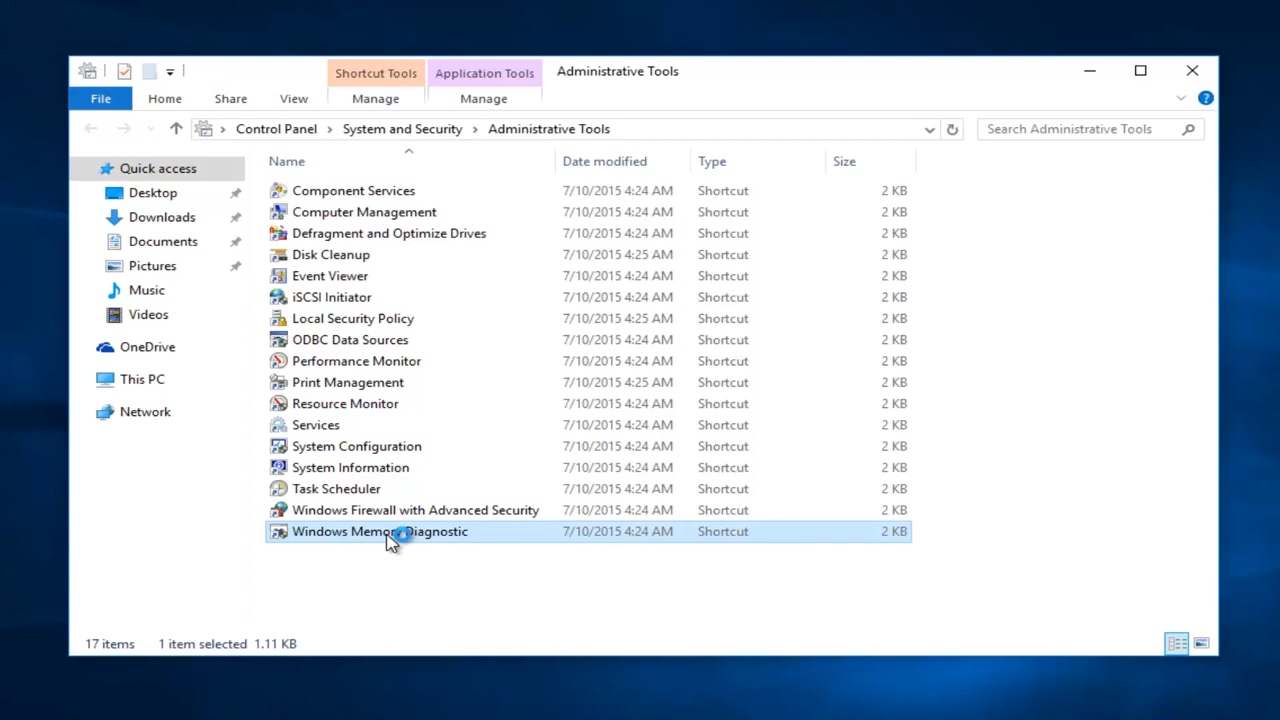 Shortcut Tools Application Tools Administrative Tools
File Home Share View Manage Manage
Control Panel System and Security Administrative Tools Search Administrative Tools
Quick access
Desktop
Downloads
Documents
Pictures
Music
Videos
OneDrive
This PC
Network
Name Date modified Type Size
Component Services 7/10/2015 4:24 AM Shortcut 2 KB
Computer Management 7/10/2015 4:24 AM Shortcut 2 KB
Defragment and Optimize Drives 7/10/2015 4:24 AM Shortcut 2 KB
Disk Cleanup 7/10/2015 4:25 AM Shortcut 2 KB
Event Viewer 7/10/2015 4:24 AM Shortcut 2 KB
iSCSI Initiator 7/10/2015 4:24 AM Shortcut 2 KB
Local Security Policy 7/10/2015 4:25 AM Shortcut 2 KB
ODBC Data Sources 7/10/2015 4:24 AM Shortcut 2 KB
Performance Monitor 7/10/2015 4:24 AM Shortcut 2 KB
Print Management 7/10/2015 4:25 AM Shortcut 2 KB
Resource Monitor 7/10/2015 4:24 AM Shortcut 2 KB
Services 7/10/2015 4:24 AM Shortcut 2 KB
System Configuration 7/10/2015 4:24 AM Shortcut 2 KB
System Information 7/10/2015 4:24 AM Shortcut 2 KB
Task Scheduler 7/10/2015 4:24 AM Shortcut 2 KB
Windows Firewall with Advanced Security 7/10/2015 4:24 AM Shortcut 2 KB
Windows Memory Diagnostic 7/10/2015 4:24 AM Shortcut 2 KB
17 items 1 item selected 1.11 KB